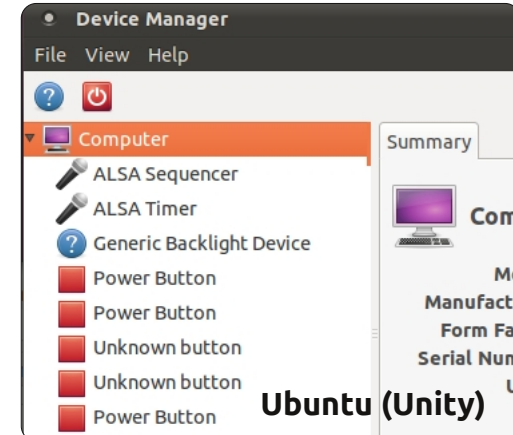 Device Manager
File View Help
Computer
ALSA Sequencer
ALSA Timer
Generic Backlight Device
Power Button
Power Button
Unknown button
Unknown button
Power Button
Summary
Ubuntu (Unity)